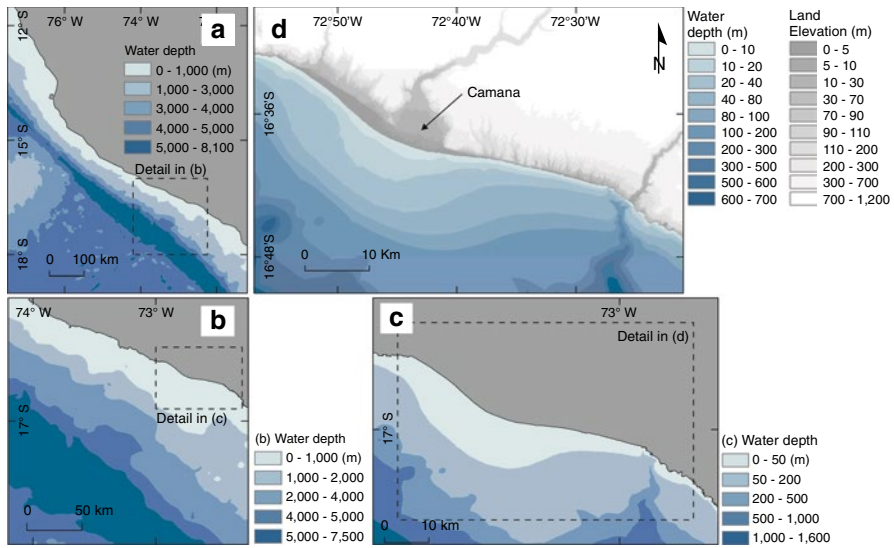 76° W
74°
a
12° S
15° S
18° S
Water depth
0 - 1,000 (m)
1,000 - 3,000
3,000 - 4,000
4,000 - 5,000
5,000 - 8,100
Detail in (b)
0 100 km
d
72°50'
72°40'
72°30'
16°36'
16°48'
Camana
N
0 10 Km
Water
depth (m)
0 - 10
10 - 20
20 - 40
40 - 80
80 - 100
100 - 200
200 - 300
300 - 500
500 - 600
600 - 700
Land
Elevation (m)
0 - 5
5 - 10
10 - 30
30 - 70
70 - 90
90 - 110
110 - 200
200 - 300
300 - 700
700 - 1,200
74° W
73°
b
17° S
Detail in (c)
0 50 km
(b) Water depth
0 - 1,000 (m)
1,000 - 2,000
2,000 - 4,000
4,000 - 5,000
5,000 - 7,500
c
73° W
17° S
Detail in (d)
0 10 km
(c) Water depth
0 - 50 (m)
50 - 200
200 - 500
500 - 1,000
1,000 - 1,600